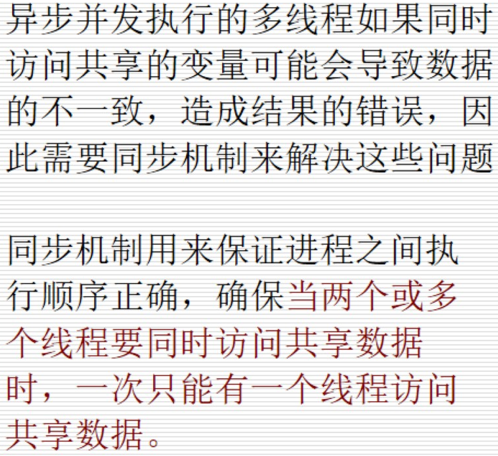 异步并发执行的多线程如果同时
访问共享的变量可能会导致数据
的不一致，造成结果的错误，因
此需要同步机制来解决这些问题
同步机制用来保证进程之间执
行顺序正确，确保当两个或多
个线程要同时访问共享数据
时，一次只能有一个线程访问
共享数据。